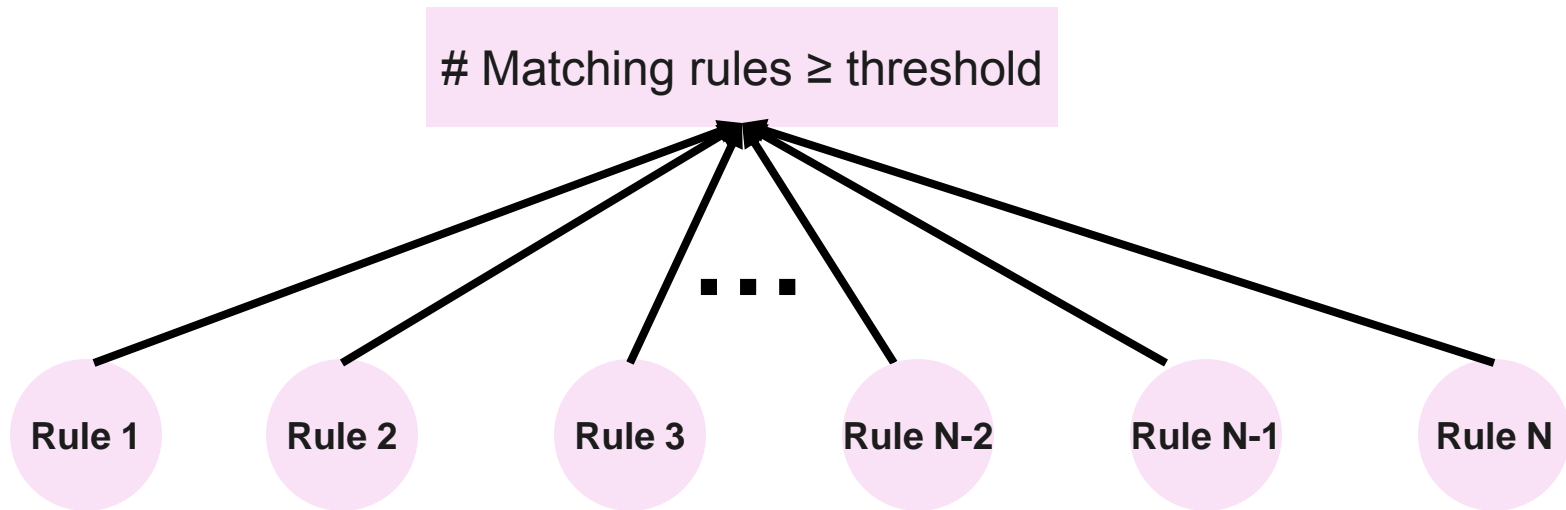 # Matching rules ≥ threshold
...
Rule 1 Rule 2 Rule 3 Rule N-2 Rule N-1 Rule N